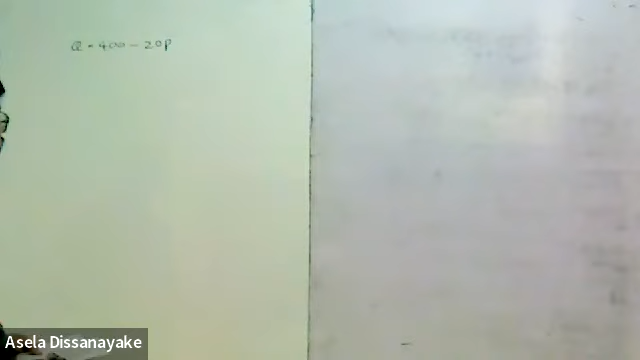 Q = 400 - 20P
Asela Dissanayake